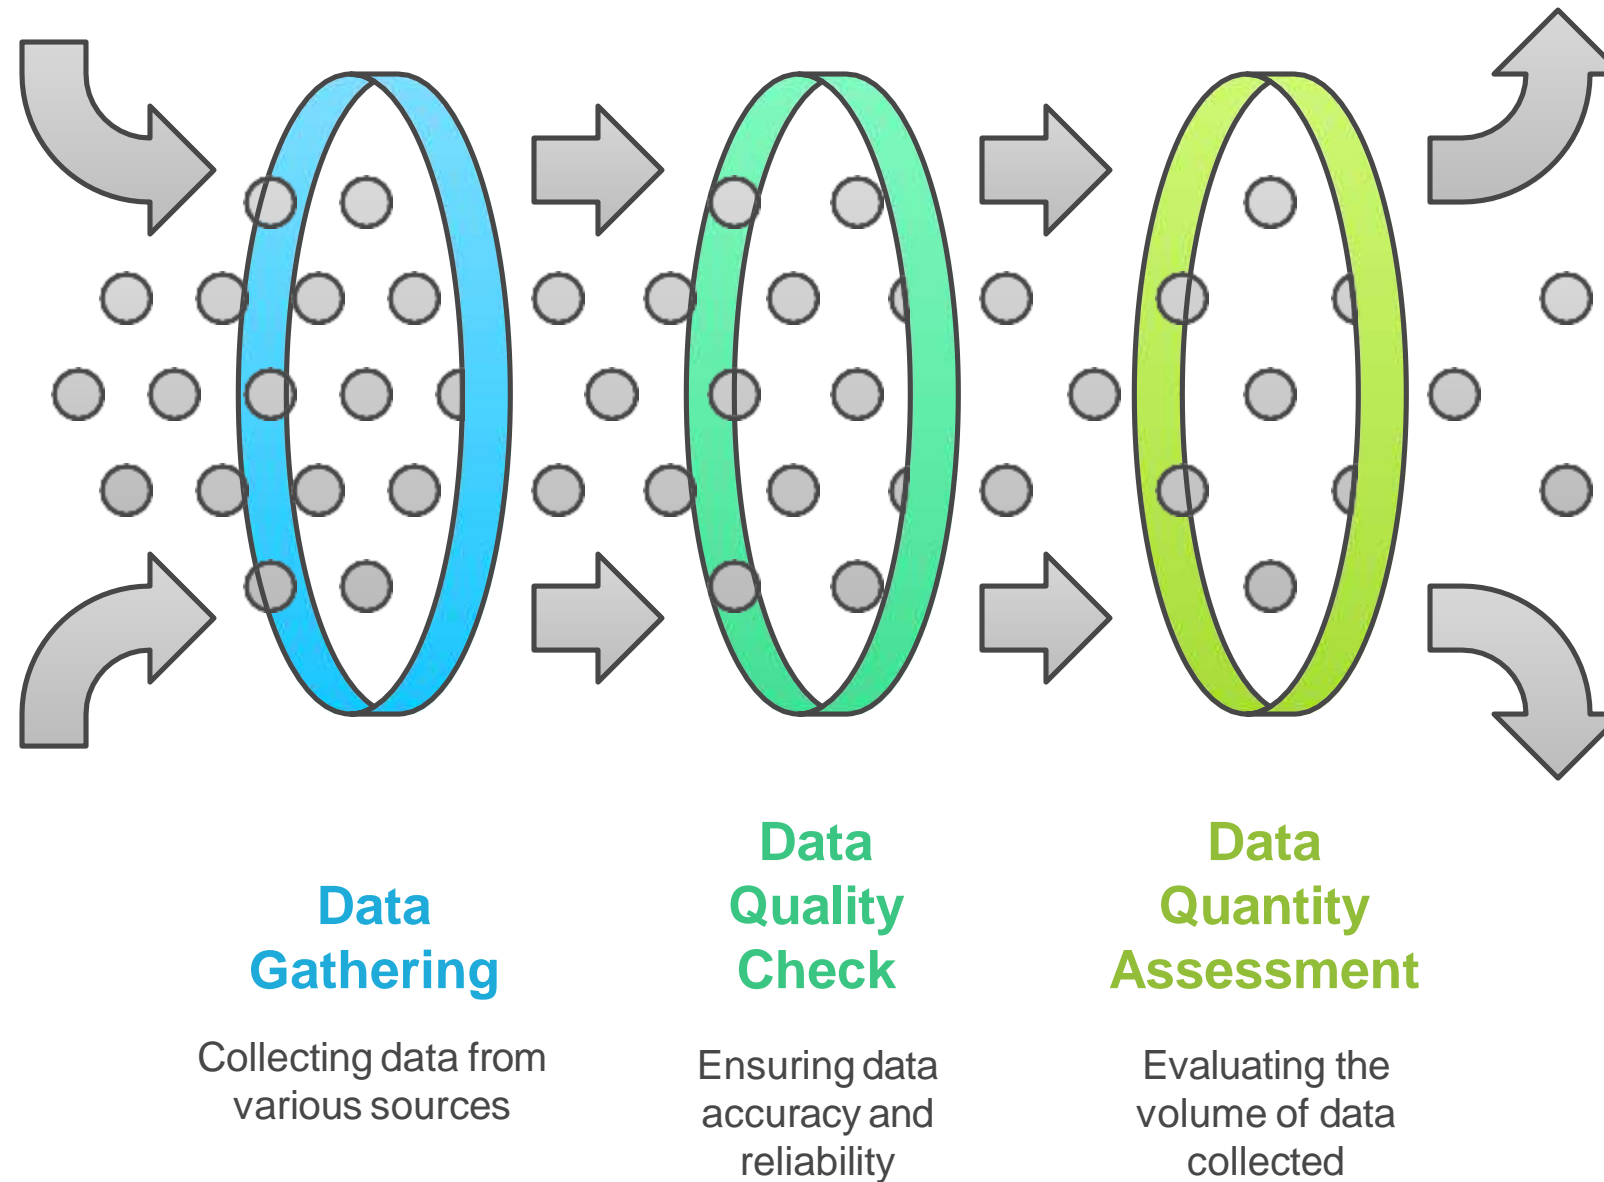 Data
Gathering
Collecting data from
various sources
Data
Quality
Check
Ensuring data
accuracy and
reliability
Data
Quantity
Assessment
Evaluating the
volume of data
collected